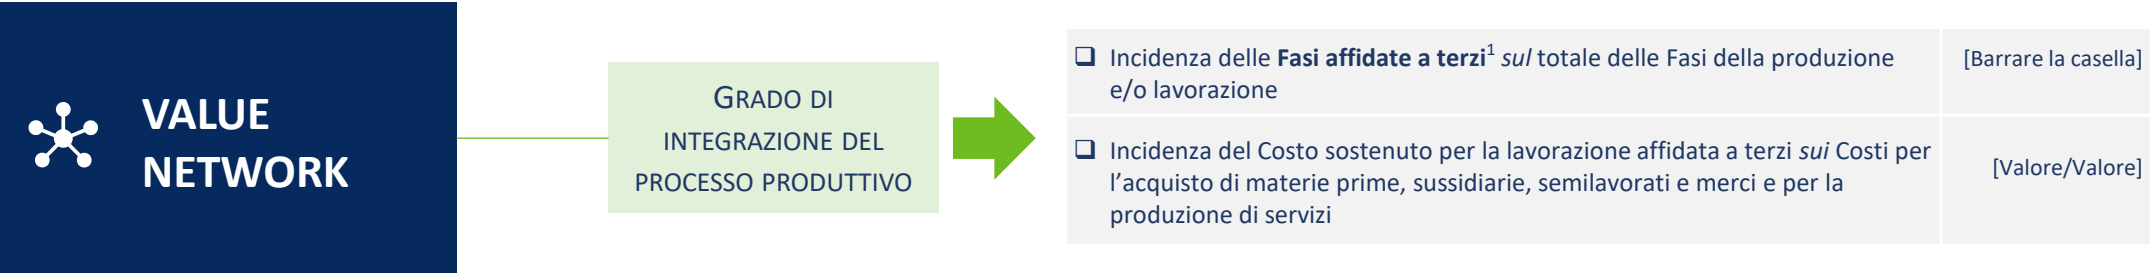 VALUE
NETWORK
GRADO DI
INTEGRAZIONE DEL
PROCESSO PRODUTTIVO
❑ Incidenza delle Fasi affidate a terzi¹ sul totale delle Fasi della produzione
e/o lavorazione
[Barrare la casella]
❑ Incidenza del Costo sostenuto per la lavorazione affidata a terzi sui Costi per
l’acquisto di materie prime, sussidiarie, semilavorati e merci e per la
produzione di servizi
[Valore/Valore]